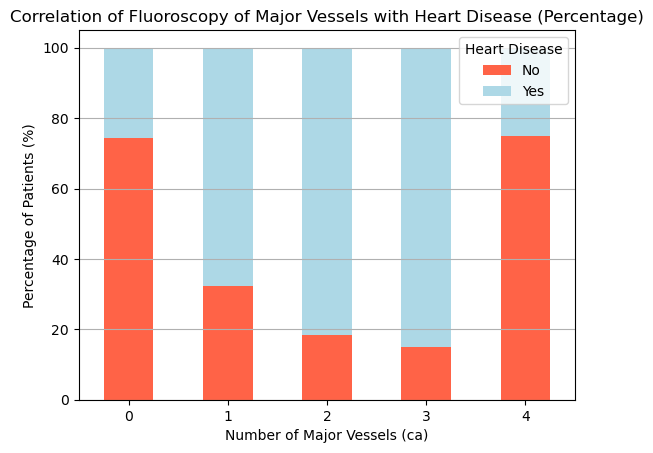 Correlation of Fluoroscopy of Major Vessels with Heart Disease (Percentage)
Heart Disease
No
Yes
Percentage of Patients (%)
100
80
60
40
20
0
0 1 2 3 4
Number of Major Vessels (ca)